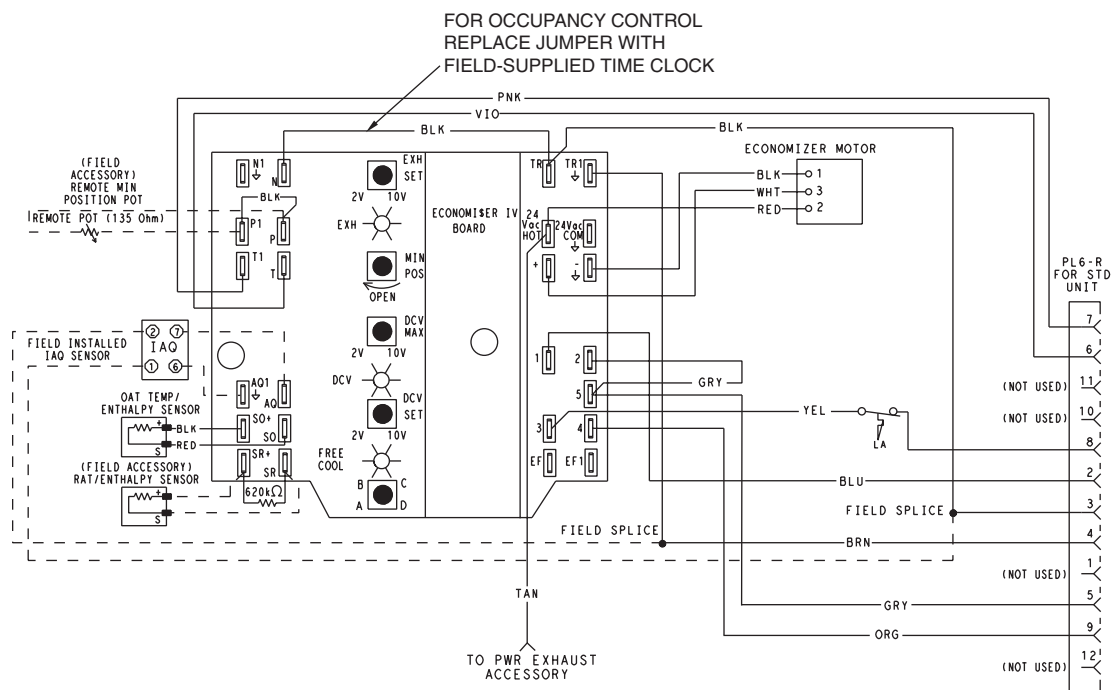 FOR OCCUPANCY CONTROL
REPLACE JUMPER WITH
FIELD-SUPPLIED TIME CLOCK
PNK
VIO
BLK
BLK
(FIELD
ACCESSORY)
REMOTE MIN
POSITION POT
REMOTE POT (135 Ohm)
N1
N
BLK
P1
P
T1
T
EXH
SET
2V 10V
EXH
MIN
POS
OPEN
DCV
MAX
2V 10V
DCV
DCV
SET
2V 10V
FREE
COOL
B C
A D
ECONOMI$ER IV
BOARD
TR
TR1
24
Vac
HOT
24Vac
COM
+
-
1
2
5
3
4
EF
EF1
ECONOMIZER MOTOR
BLK 1
WHT 3
RED 2
FIELD INSTALLED
IAQ SENSOR
2 7
IAQ
1 6
AQ1
AQ
OAT TEMP/
ENTHALPY SENSOR
+
S
BLK
RED
SO+
SO
(FIELD ACCESSORY)
RAT/ENTHALPY SENSOR
+
S
SR+
SR
620kΩ
GRY
YEL
LA
BLU
FIELD SPLICE
FIELD SPLICE
BRN
TAN
GRY
ORG
TO PWR EXHAUST
ACCESSORY
PL6-R
FOR STD
UNIT
7
6
(NOT USED) 11
(NOT USED) 10
8
2
3
4
(NOT USED) 1
5
9
(NOT USED) 12